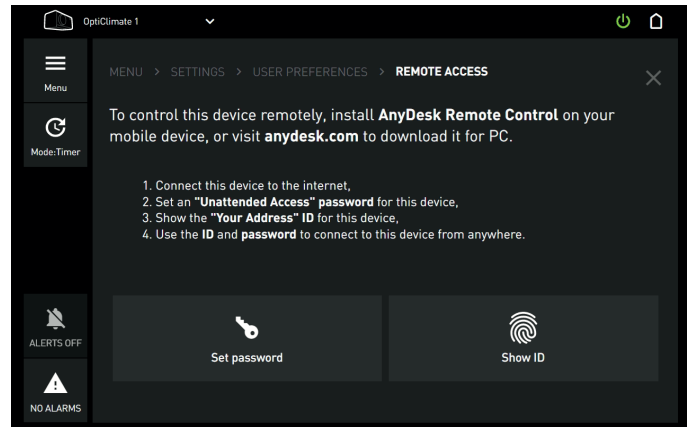 OptiClimate 1
Menu
MENU > SETTINGS > USER PREFERENCES > REMOTE ACCESS
Mode:Timer
To control this device remotely, install AnyDesk Remote Control on your
mobile device, or visit anydesk.com to download it for PC.
1. Connect this device to the internet,
2. Set an "Unattended Access" password for this device,
3. Show the "Your Address" ID for this device,
4. Use the ID and password to connect to this device from anywhere.
ALERTS OFF
Set password
Show ID
NO ALARMS